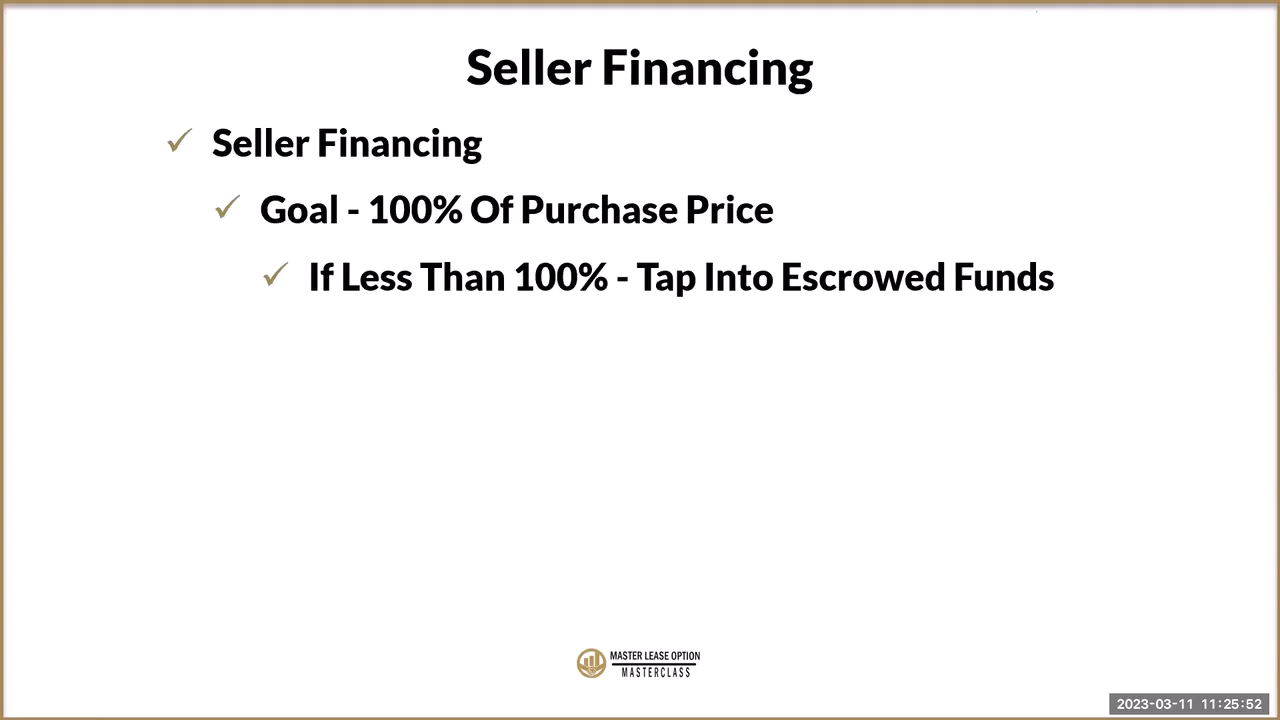 Seller Financing
Seller Financing
Goal - 100% Of Purchase Price
If Less Than 100% - Tap Into Escrowed Funds
MASTER LEASE OPTION
MASTERCLASS
2023-03-11 11:25:52